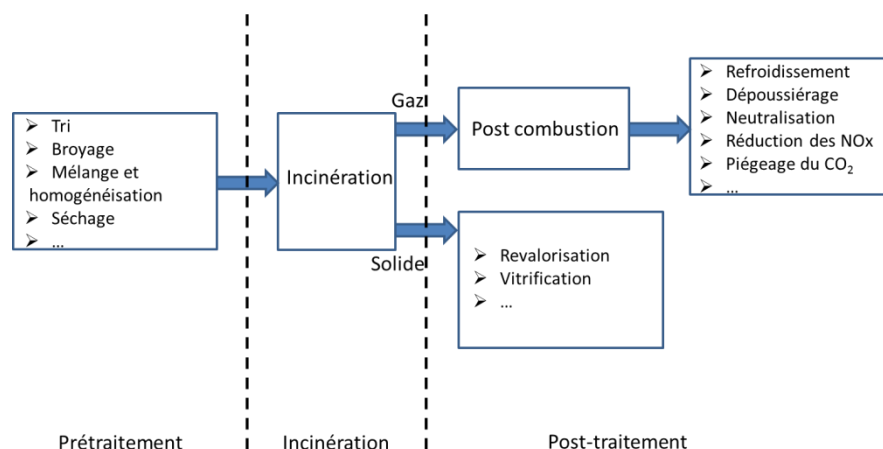 ➢ Tri
➢ Broyage
➢ Mélange et
homogénéisation
➢ Séchage
➢ ...
Incinération
Gaz
Solide
Post combustion
➢ Refroidissement
➢ Dépoussiérage
➢ Neutralisation
➢ Réduction des NOx
➢ Piégeage du CO₂
➢ ...
➢ Revalorisation
➢ Vitrification
➢ ...
Prétraitement
Incinération
Post-traitement